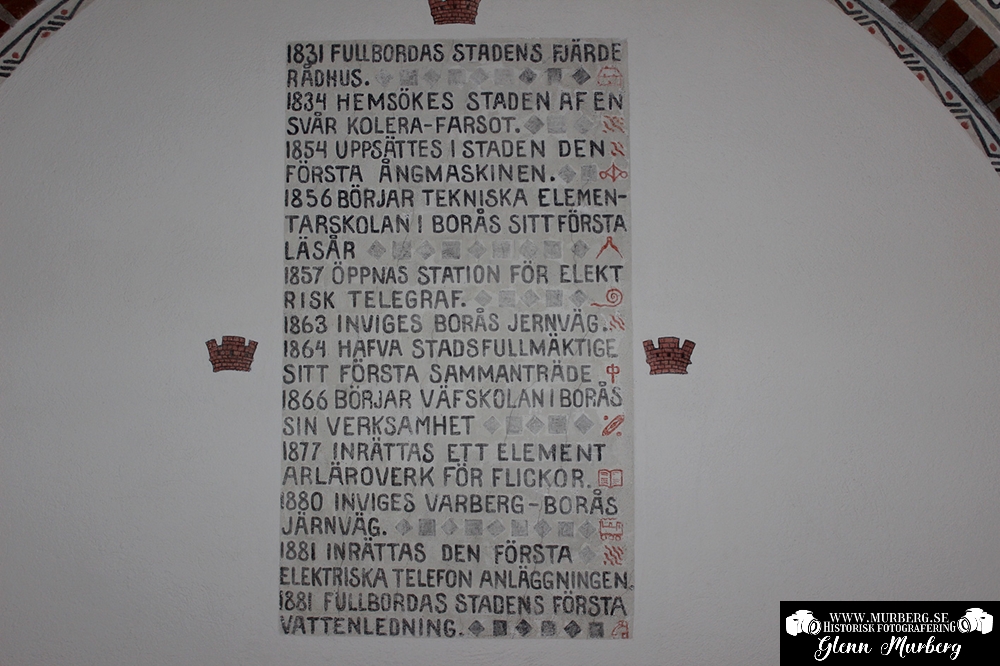 1831 FULLBORDAS STADENS FJÄRDE
RÅDHUS.
1834 HEMSÖKES STADEN AF EN
SVÅR KOLERA-FARSOT.
1854 UPPSÄTTES I STADEN DEN
FÖRSTA ÅNGMASKINEN.
1856 BÖRJAR TEKNISKA ELEMEN-
TARSKOLAN I BORÅS SITT FÖRSTA
LÄSÅR
1857 ÖPPNAS STATION FÖR ELEKT
RISK TELEGRAF.
1863 INVIGES BORÅS JERNVÄG.
1864 HAFVA STADSFULLMÄKTIGE
SITT FÖRSTA SAMMANTRÄDE
1866 BÖRJAR VÄFSKOLAN I BORÅS
SIN VERKSAMHET
1877 INRÄTTAS ETT ELEMENT
ARLÄROVERK FÖR FLICKOR.
1880 INVIGES VARBERG-BORÅS
JÄRNVÄG.
1881 INRÄTTAS DEN FÖRSTA
ELEKTRISKA TELEFON ANLÄGGNINGEN.
1881 FULLBORDAS STADENS FÖRSTA
VATTENLEDNING.
WWW.MURBERG.SE
HISTORISK FOTOGRAFERING
Glenn Murberg